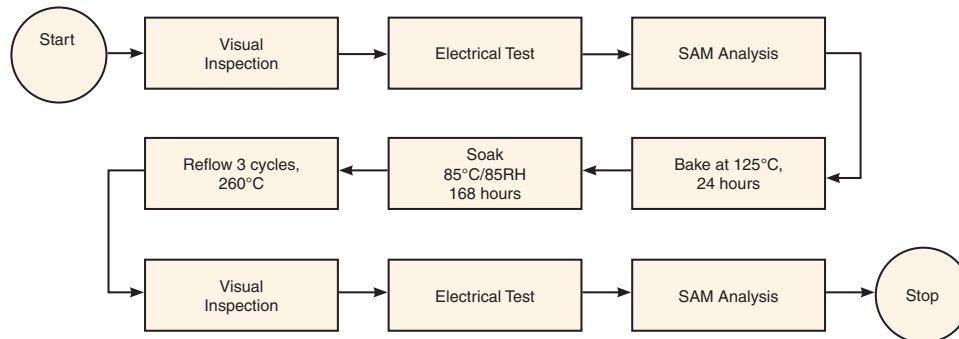 Start
Visual
Inspection
Electrical Test
SAM Analysis
Bake at 125°C,
24 hours
Soak
85°C/85RH
168 hours
Reflow 3 cycles,
260°C
Visual
Inspection
Electrical Test
SAM Analysis
Stop